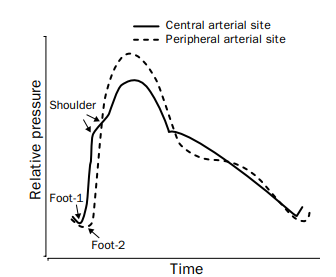 Central arterial site
Peripheral arterial site
Shoulder
Relative pressure
Foot-1
Foot-2
Time